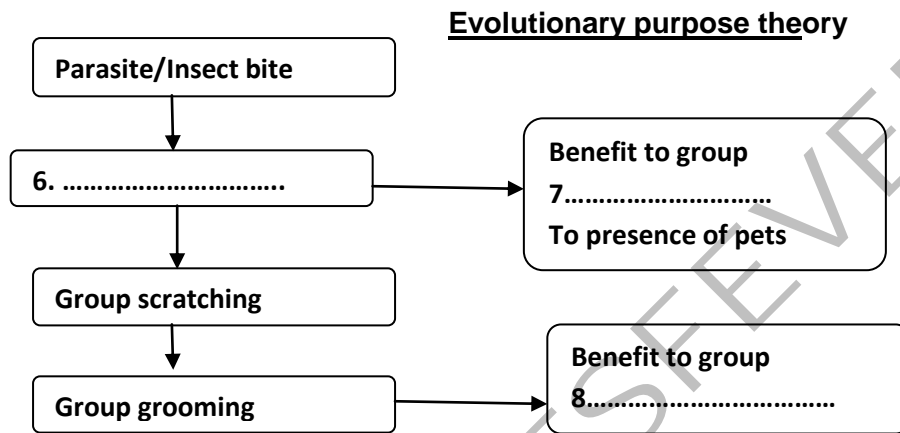 Evolutionary purpose theory
Parasite/Insect bite
6. ................................
Benefit to group
7................................
To presence of pets
Group scratching
Group grooming
Benefit to group
8........................................